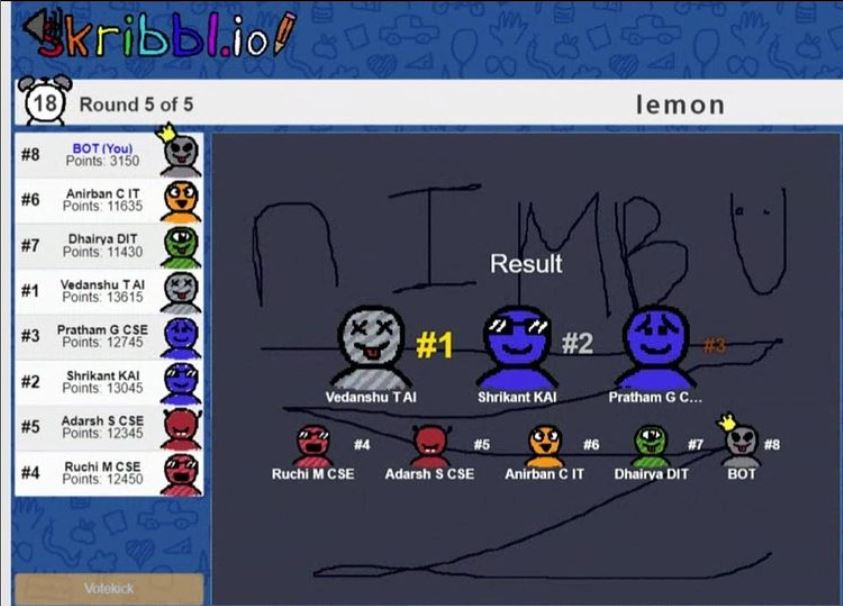 skribbl.io
18 Round 5 of 5 lemon
#8 BOT (You)
Points: 3150
#6 Anirban C IT
Points: 11635
#7 Dhairya DIT
Points: 11430
#1 Vedanshu T AI
Points: 13615
#3 Pratham G CSE
Points: 12745
#2 Shrikant KAI
Points: 13045
#5 Adarsh S CSE
Points: 12345
#4 Ruchi M CSE
Points: 12450
Votekick
nIMBU
Result
#1 #2 #3
Vedanshu T AI Shrikant KAI Pratham G C...
#4 #5 #6 #7 #8
Ruchi M CSE Adarsh S CSE Anirban C IT Dhairya DIT BOT